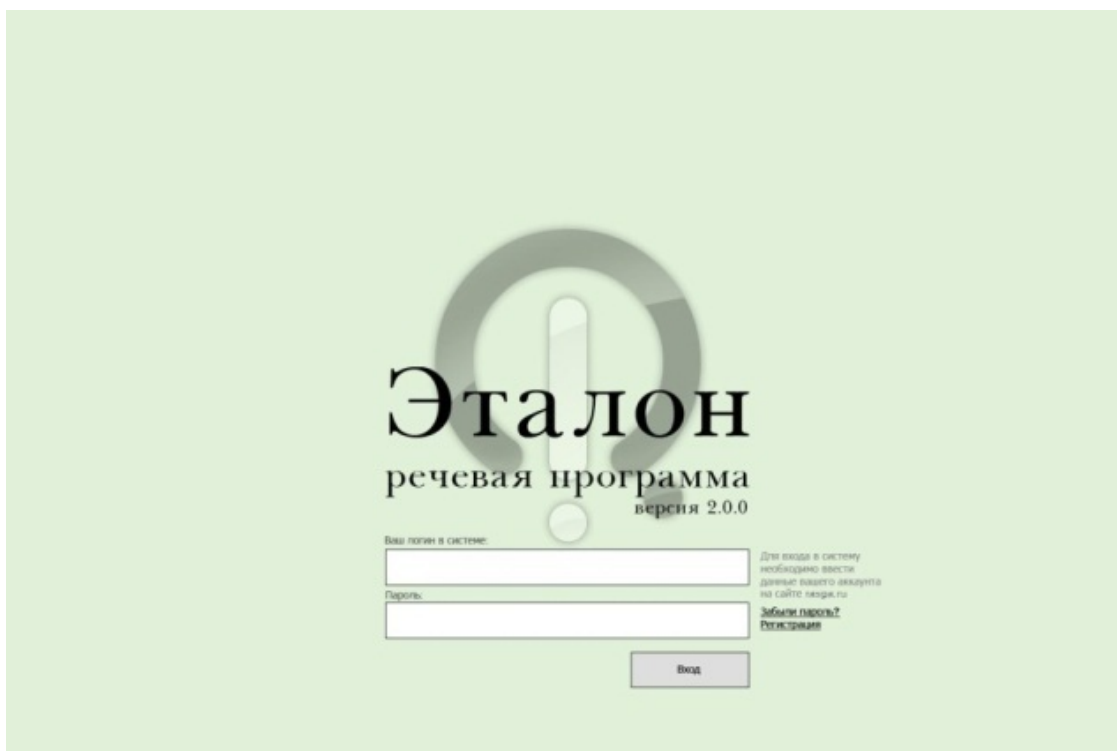 Эталон
речевая программа
версия 2.0.0
Ваш логин в системе:
Для входа в систему
необходимо ввести
данные вашего аккаунта
на сайте
Пароль:
Забыли пароль?
Регистрация
Вход